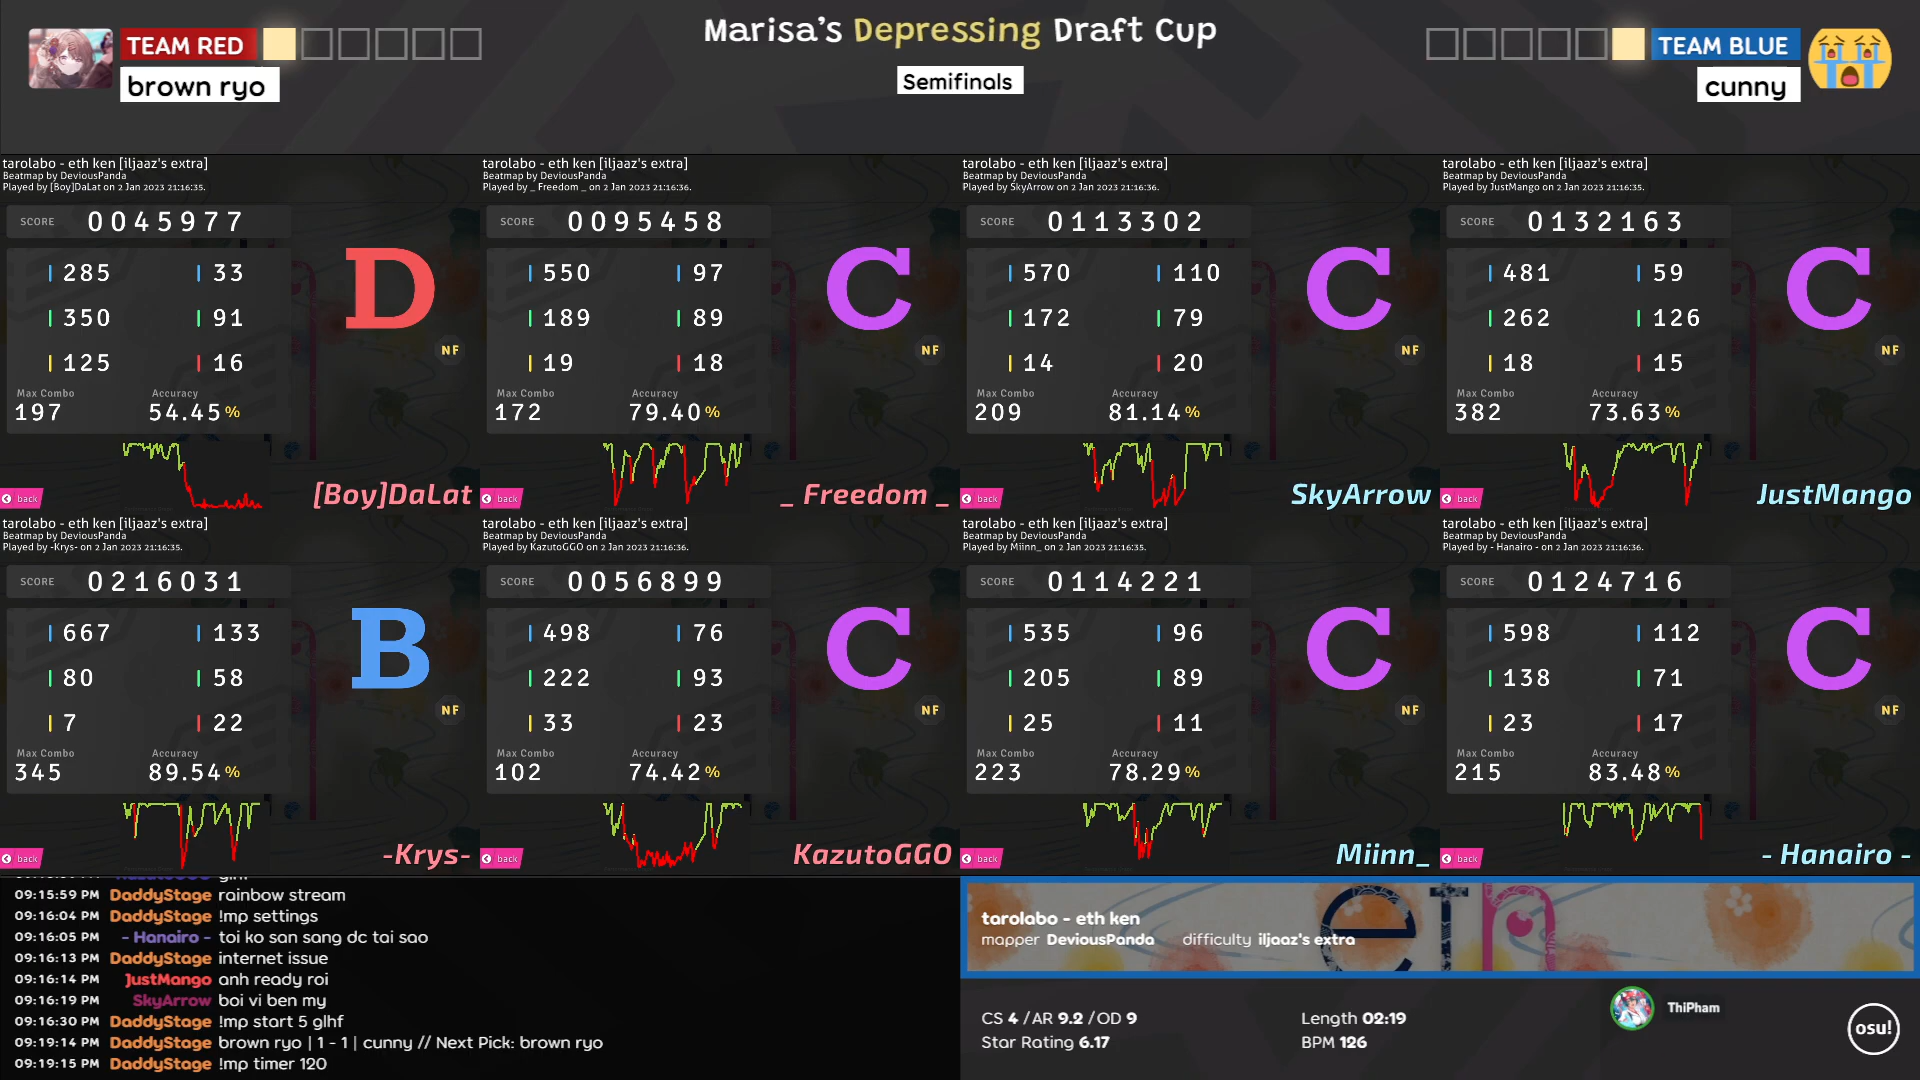 Marisa's Depressing Draft Cup
Semifinals
TEAM RED
brown ryo
TEAM BLUE
cunny
tarolabo - eth ken [iljaaz's extra]
Beatmap by DeviousPanda
Played by [Boy]DaLat on 2 Jan 2023 21:16:35.
SCORE 0045977
285 33
350 91
125 16
Max Combo Accuracy
197 54.45%
NF
back
[Boy]DaLat
tarolabo - eth ken [iljaaz's extra]
Beatmap by DeviousPanda
Played by _ Freedom _ on 2 Jan 2023 21:16:36.
SCORE 0095458
550 97
189 89
19 18
Max Combo Accuracy
172 79.40%
C
NF
back
_ Freedom _
tarolabo - eth ken [iljaaz's extra]
Beatmap by DeviousPanda
Played by SkyArrow on 2 Jan 2023 21:16:36.
SCORE 0113302
570 110
172 79
14 20
Max Combo Accuracy
209 81.14%
C
NF
back
SkyArrow
tarolabo - eth ken [iljaaz's extra]
Beatmap by DeviousPanda
Played by JustMango on 2 Jan 2023 21:16:35.
SCORE 0132163
481 59
262 126
18 15
Max Combo Accuracy
382 73.63%
C
NF
back
JustMango
tarolabo - eth ken [iljaaz's extra]
Beatmap by DeviousPanda
Played by -Krys- on 2 Jan 2023 21:16:35.
SCORE 0216031
667 133
80 58
7 22
Max Combo Accuracy
345 89.54%
B
NF
back
-Krys-
tarolabo - eth ken [iljaaz's extra]
Beatmap by DeviousPanda
Played by KazutoGGO on 2 Jan 2023 21:16:36.
SCORE 0056899
498 76
222 93
33 23
Max Combo Accuracy
102 74.42%
C
NF
back
KazutoGGO
tarolabo - eth ken [iljaaz's extra]
Beatmap by DeviousPanda
Played by Miinn_ on 2 Jan 2023 21:16:35.
SCORE 0114221
535 96
205 89
25 11
Max Combo Accuracy
223 78.29%
C
NF
back
Miinn_
tarolabo - eth ken [iljaaz's extra]
Beatmap by DeviousPanda
Played by - Hanairo - on 2 Jan 2023 21:16:36.
SCORE 0124716
598 112
138 71
23 17
Max Combo Accuracy
215 83.48%
C
NF
back
- Hanairo -
09:15:59 PM DaddyStage rainbow stream
09:16:04 PM DaddyStage !mp settings
09:16:05 PM - Hanairo - toi ko san sang dc tai sao
09:16:13 PM DaddyStage internet issue
09:16:14 PM JustMango anh ready roi
09:16:19 PM SkyArrow boi vi ben my
09:16:30 PM DaddyStage !mp start 5 glhf
09:19:14 PM DaddyStage brown ryo | 1 - 1 | cunny // Next Pick: brown ryo
09:19:15 PM DaddyStage !mp timer 120
tarolabo - eth ken
mapper DeviousPanda difficulty iljaaz's extra
CS 4 / AR 9.2 / OD 9
Star Rating 6.17
Length 02:19
BPM 126
ThiPham
osu!